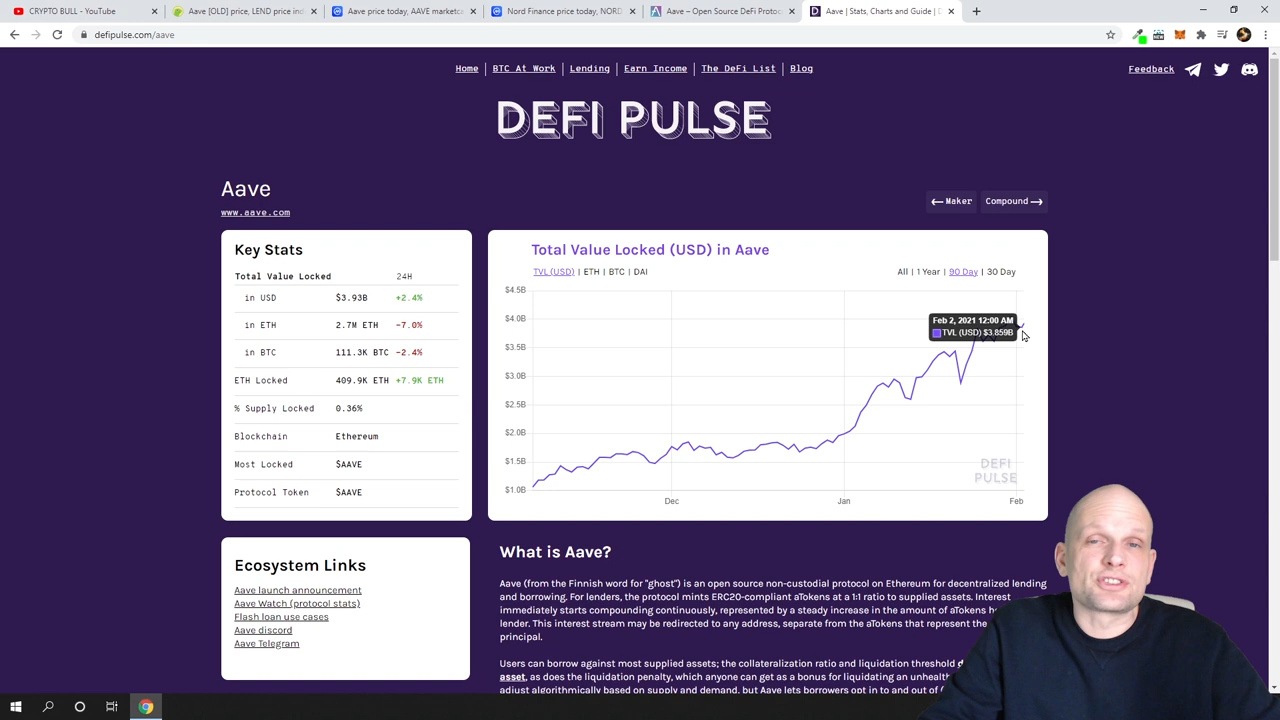 CRYPTO BULL - YouTube
Aave [OLD] price, LEND price ind
Aave price today, AAVE marketc
Nord Finance price today, NORD
Aave – Open Source DeFi Protoc
Aave | Stats, Charts and Guide | D
defipulse.com/aave
Home | BTC At Work | Lending | Earn Income | The DeFi List | Blog
Feedback
DEFI PULSE
Aave
www.aave.com
←Maker
Compound→
Key Stats
Total Value Locked 24H
in USD $3.93B +2.4%
in ETH 2.7M ETH −7.0%
in BTC 111.3K BTC −2.4%
ETH Locked 409.9K ETH +7.9K ETH
% Supply Locked 0.36%
Blockchain Ethereum
Most Locked $AAVE
Protocol Token $AAVE
Total Value Locked (USD) in Aave
TVL (USD) | ETH | BTC | DAI
All | 1 Year | 90 Day | 30 Day
$4.5B
$4.0B
$3.5B
$3.0B
$2.5B
$2.0B
$1.5B
$1.0B
Feb 2, 2021 12:00 AM
TVL (USD) $3.859B
DEFI
PULSE
Dec Jan Feb
Ecosystem Links
Aave launch announcement
Aave Watch (protocol stats)
Flash loan use cases
Aave discord
Aave Telegram
What is Aave?
Aave (from the Finnish word for "ghost") is an open source non-custodial protocol on Ethereum for decentralized lending
and borrowing. For lenders, the protocol mints ERC20-compliant aTokens at a 1:1 ratio to supplied assets. Interest
immediately starts compounding continuously, represented by a steady increase in the amount of aTokens h
lender. This interest stream may be redirected to any address, separate from the aTokens that represent the
principal.
Users can borrow against most supplied assets; the collateralization ratio and liquidation threshold
asset, as does the liquidation penalty, which anyone can get as a bonus for liquidating an unhealth
adjust algorithmically based on supply and demand, but Aave lets borrowers opt in to and out of